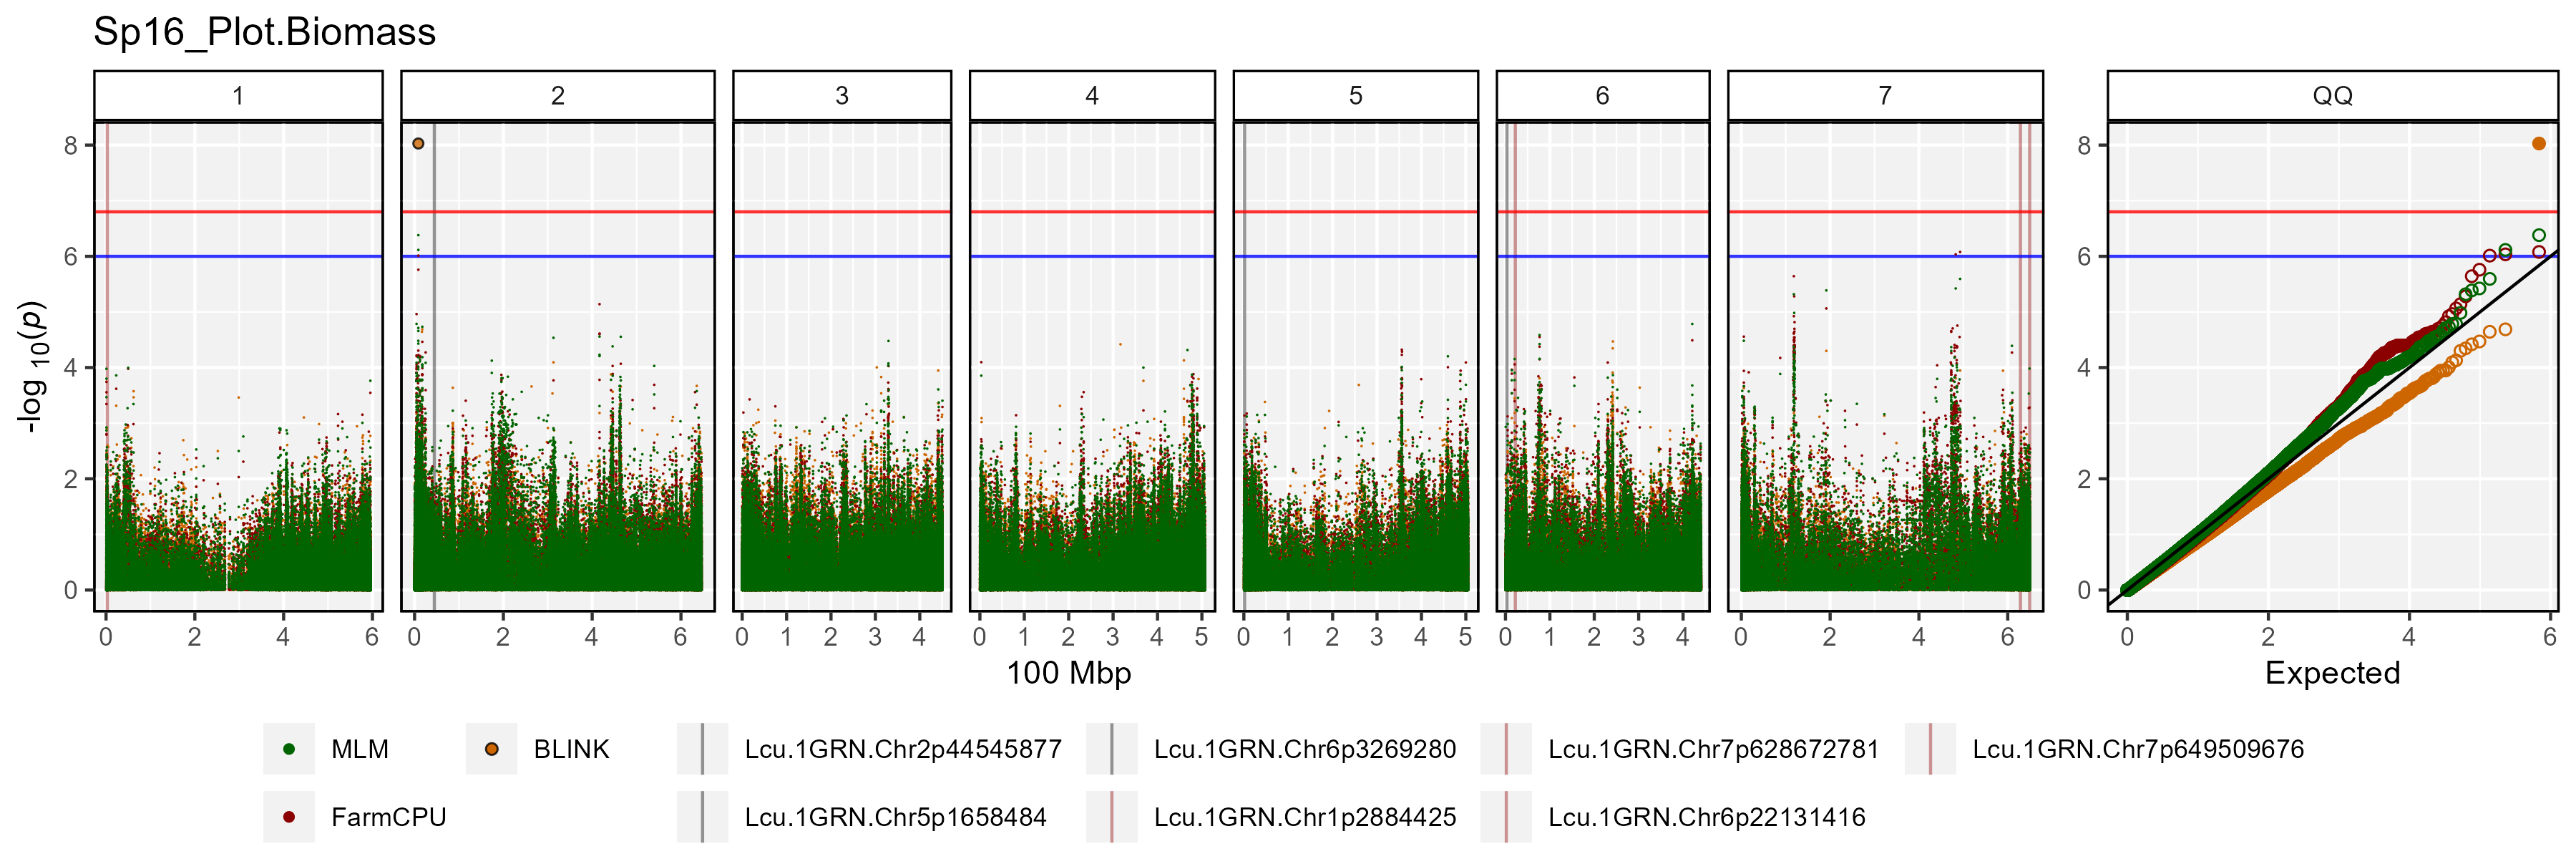 Sp16_Plot.Biomass
1 2 3 4 5 6 7 QQ
8 8
6 6
4 4
2 2
0 0
-log 10(p)
0 2 4 6 0 2 4 6 0 1 2 3 4 0 1 2 3 4 5 0 1 2 3 4 5 0 1 2 3 4 0 2 4 6 0 2 4 6
100 Mbp Expected
MLM BLINK Lcu.1GRN.Chr2p44545877 Lcu.1GRN.Chr6p3269280 Lcu.1GRN.Chr7p628672781 Lcu.1GRN.Chr7p649509676
FarmCPU Lcu.1GRN.Chr5p1658484 Lcu.1GRN.Chr1p2884425 Lcu.1GRN.Chr6p22131416